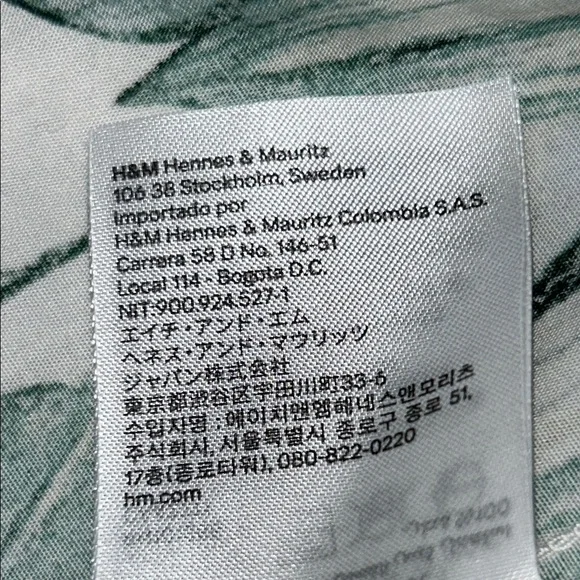 H&M Hennes & Mauritz
106 38 Stockholm, Sweden
Importado por
H&M Hennes & Mauritz Colombia S.A.S.
Carrera 58 D No. 146-51
Local 114 - Bogota D.C.
NIT:900.924.527-1
エイチ・アンド・エム
ヘネス・アンド・マウリッツ
ジャパン株式会社
東京都渋谷区宇田川町33-6
수입자명 : 에이치앤엠헤네스앤모리츠
주식회사, 서울특별시 종로구 종로 51,
17층(종로타워), 080-822-0220
hm.com